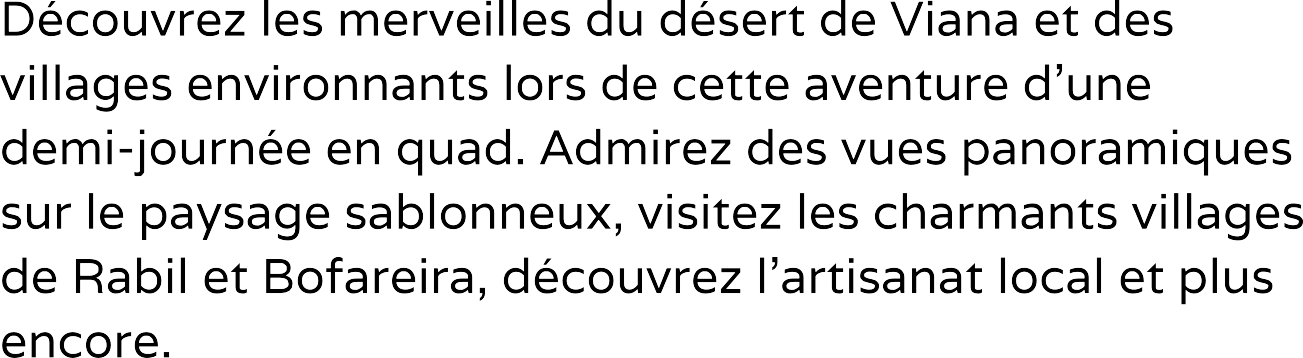 Découvrez les merveilles du désert de Viana et des
villages environnants lors de cette aventure d’une
demi-journée en quad. Admirez des vues panoramiques
sur le paysage sablonneux, visitez les charmants villages
de Rabil et Bofareira, découvrez l’artisanat local et plus
encore.